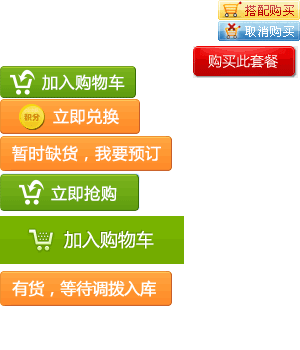 搭配购买
取消购买
购买此套餐
加入购物车
积分
立即兑换
暂时缺货，我要预订
立即抢购
加入购物车
有货，等待调拨入库